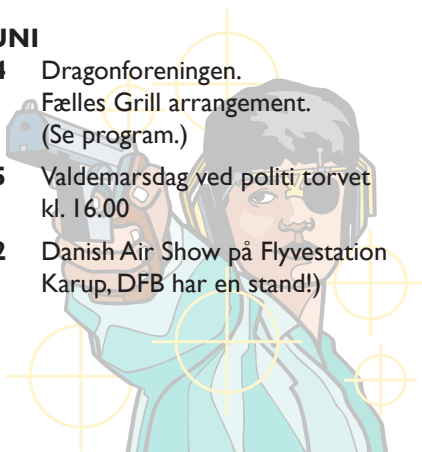 UNI
4 Dragonforeningen.
Fælles Grill arrangement.
(Se program.)
5 Valdemarsdag ved politi torvet
kl. 16.00
2 Danish Air Show på Flyvestation
Karup, DFB har en stand!)